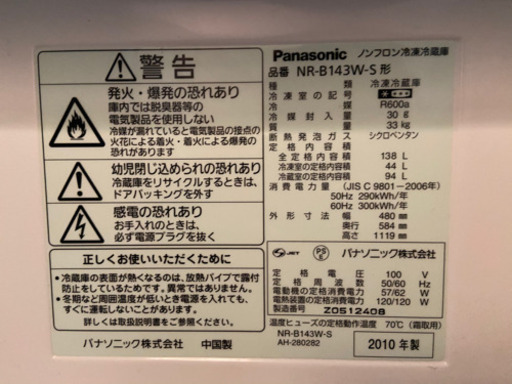 警告
発火・爆発の恐れあり
庫内では脱臭器等の
電気製品を使用しない
冷媒が漏れていると電気製品の接点の
火花による着火・着火による爆発の
恐れあり
幼児閉じ込められの恐れあり
冷蔵庫をリサイクルするときは、
ドアパッキングを外す
感電の恐れあり
お手入れのときは、
必ず電源プラグを抜く
正しくお使いいただくために
●冷蔵庫の表面が熱くなるのは、放熱パイプで露付
防止をしているためです。異常ではありません。
●冬期など周囲温度が低いときは庫内が冷えても、すぐに運転しないことがあります。
詳しくは取扱説明書をご覧ください。
パナソニック株式会社 中国製
Panasonic ノンフロン冷凍冷蔵庫
品番 NR-B143W-S形
種類 冷凍冷蔵庫
冷凍室の記号
冷媒 R600a
冷媒封入量 30g
質量 33kg
断熱発泡ガス シクロペンタン
定格内容積
全定格内容積 138 L
冷凍室の定格内容積 44 L
冷蔵室の定格内容積 94 L
消費電力量 (JIS C 9801-2006年)
50Hz 290kWh/年
60Hz 300kWh/年
外形寸法 幅 480 mm
奥行 584 mm
高さ 1119 mm
JET PSE パナソニック株式会社
定格電圧 100 V
定格周波数 50/60 Hz
電動機の定格消費電力 57/62 W
電熱装置の定格消費電力 120/120 W
製造番号 Z0512408
温度ヒューズの定格動作温度 70℃ (霜取用)
NR-B143W-S
AH-280282
2010年製